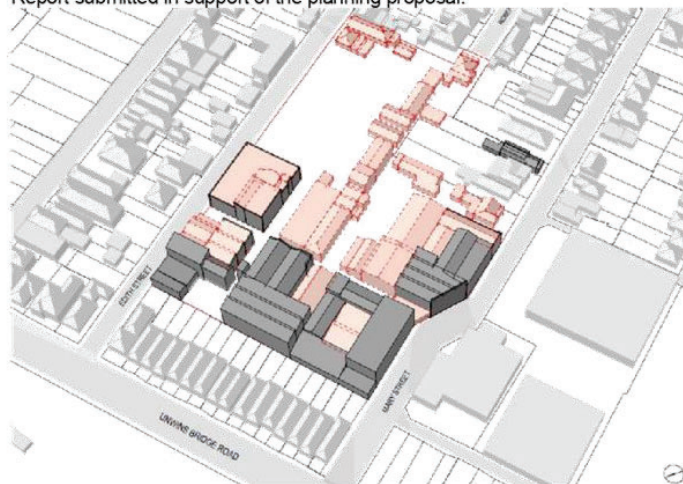 Report submitted in support of the planning proposal.
EDITH STREET
MARY STREET
UNWINS BRIDGE ROAD